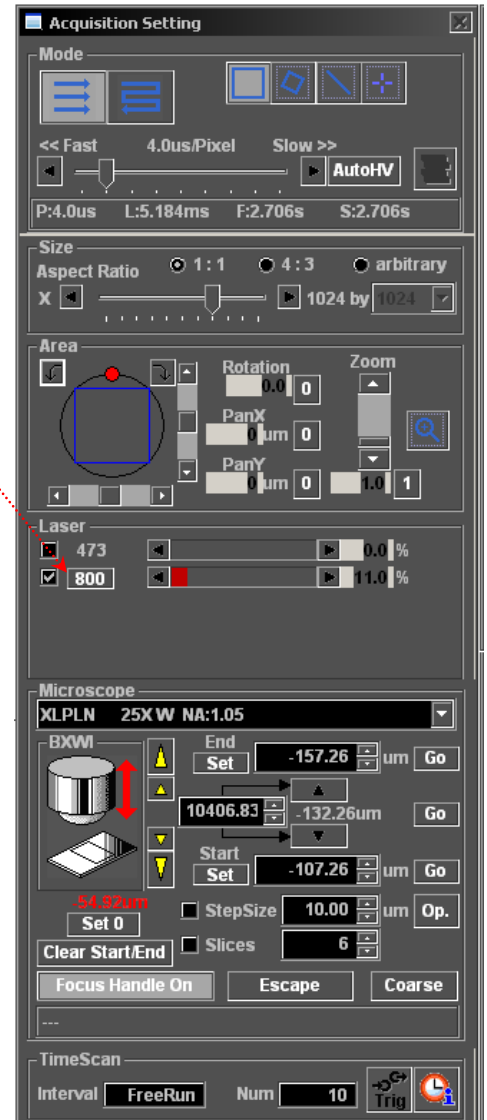 Acquisition Setting
Mode
<< Fast 4.0us/Pixel Slow >>
AutoHV
P:4.0us L:5.184ms F:2.706s S:2.706s
Size
Aspect Ratio 1 : 1 4 : 3 arbitrary
X 1024 by 1024
Area
Rotation Zoom
0.0 0
PanX
0 um 0
PanY
0 um 0 1.0 1
Laser
473 0.0 %
800 11.0 %
Microscope
XLPLN 25X W NA:1.05
BXWI End
Set -157.26 um Go
10406.83 -132.26um Go
Start
Set -107.26 um Go
-54.92um
Set 0 StepSize 10.00 um Op.
Clear Start/End Slices 6
Focus Handle On Escape Coarse
---
TimeScan
Interval FreeRun Num 10 Trig